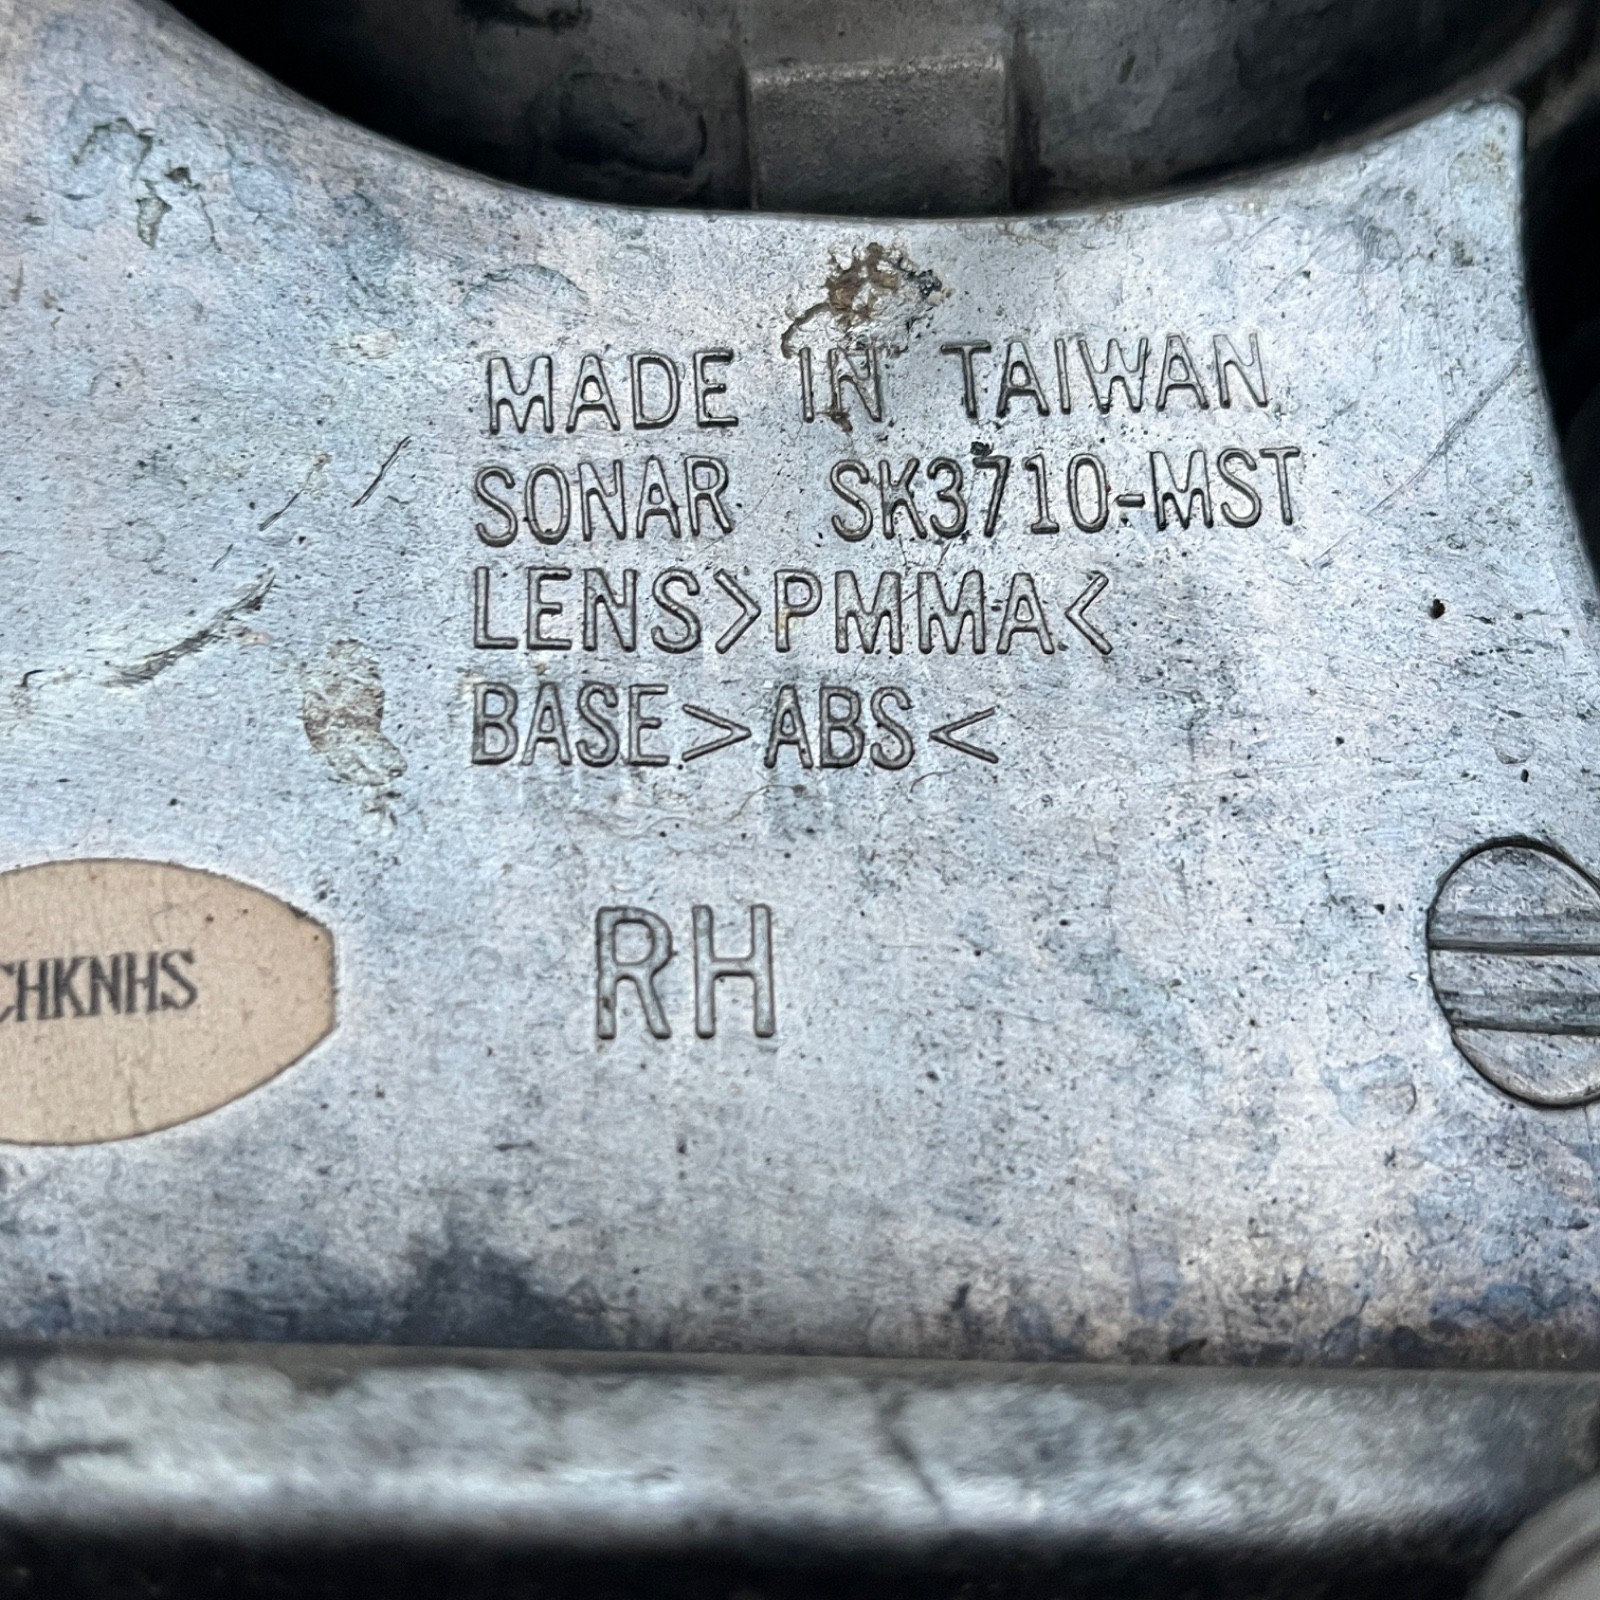 MADE IN TAIWAN
SONAR SK3710-MST
LENS>PMMA<
BASE>ABS<
CHKNHS
RH